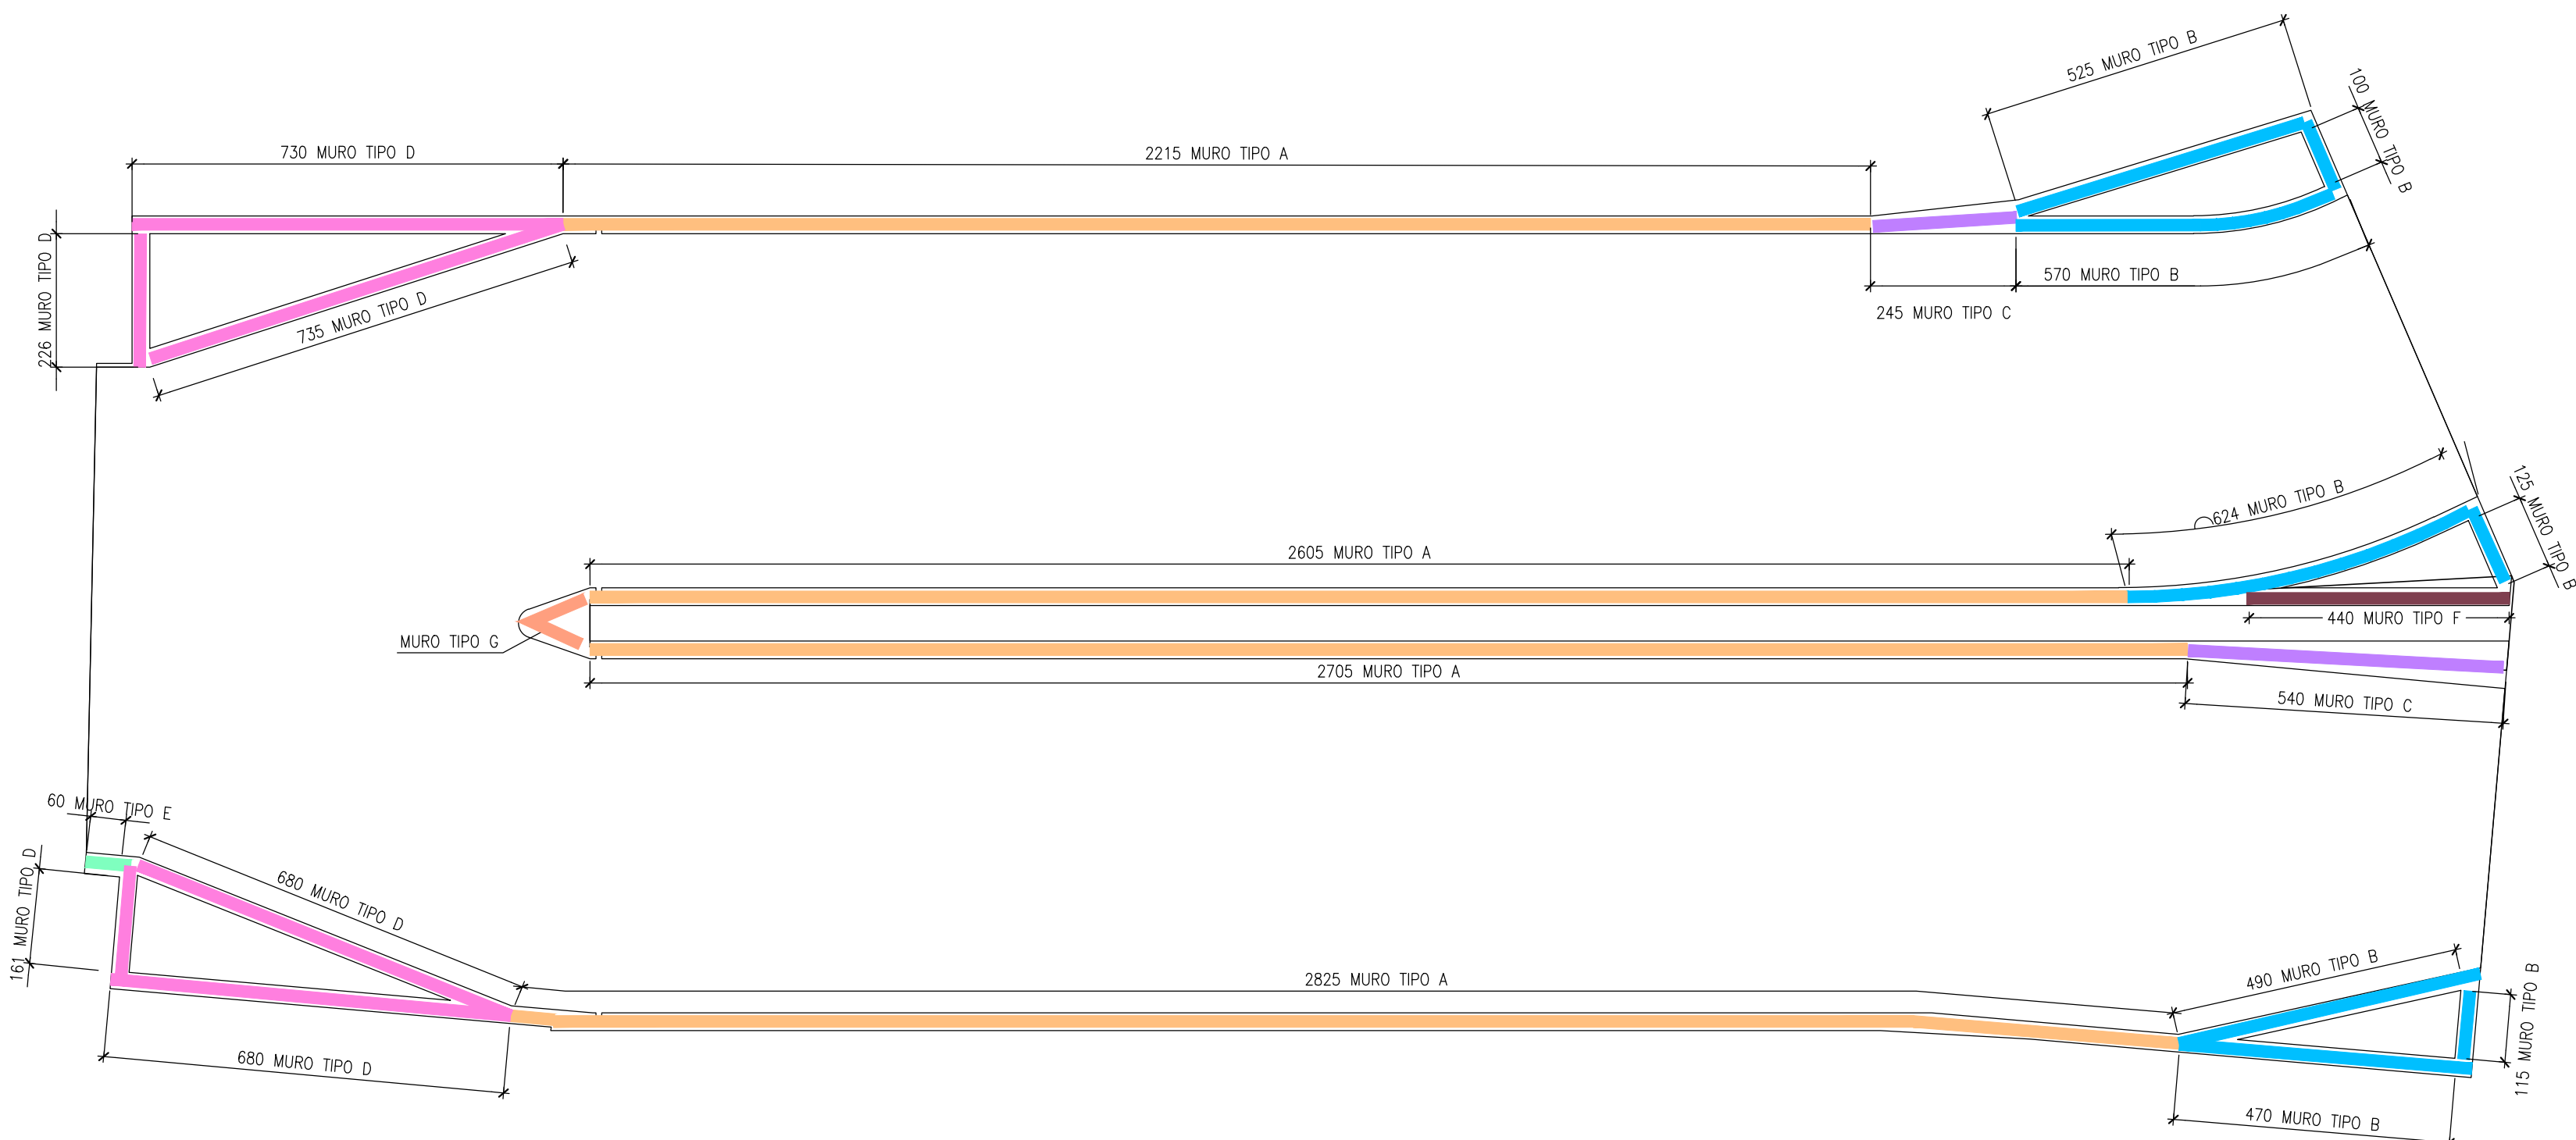 525 MURO TIPO B
100 MURO TIPO B
730 MURO TIPO D
2215 MURO TIPO A
226 MURO TIPO D
735 MURO TIPO D
570 MURO TIPO B
245 MURO TIPO C
624 MURO TIPO B
125 MURO TIPO B
2605 MURO TIPO A
440 MURO TIPO F
MURO TIPO G
2705 MURO TIPO A
540 MURO TIPO C
60 MURO TIPO E
161 MURO TIPO D
680 MURO TIPO D
2825 MURO TIPO A
490 MURO TIPO B
115 MURO TIPO B
680 MURO TIPO D
470 MURO TIPO B